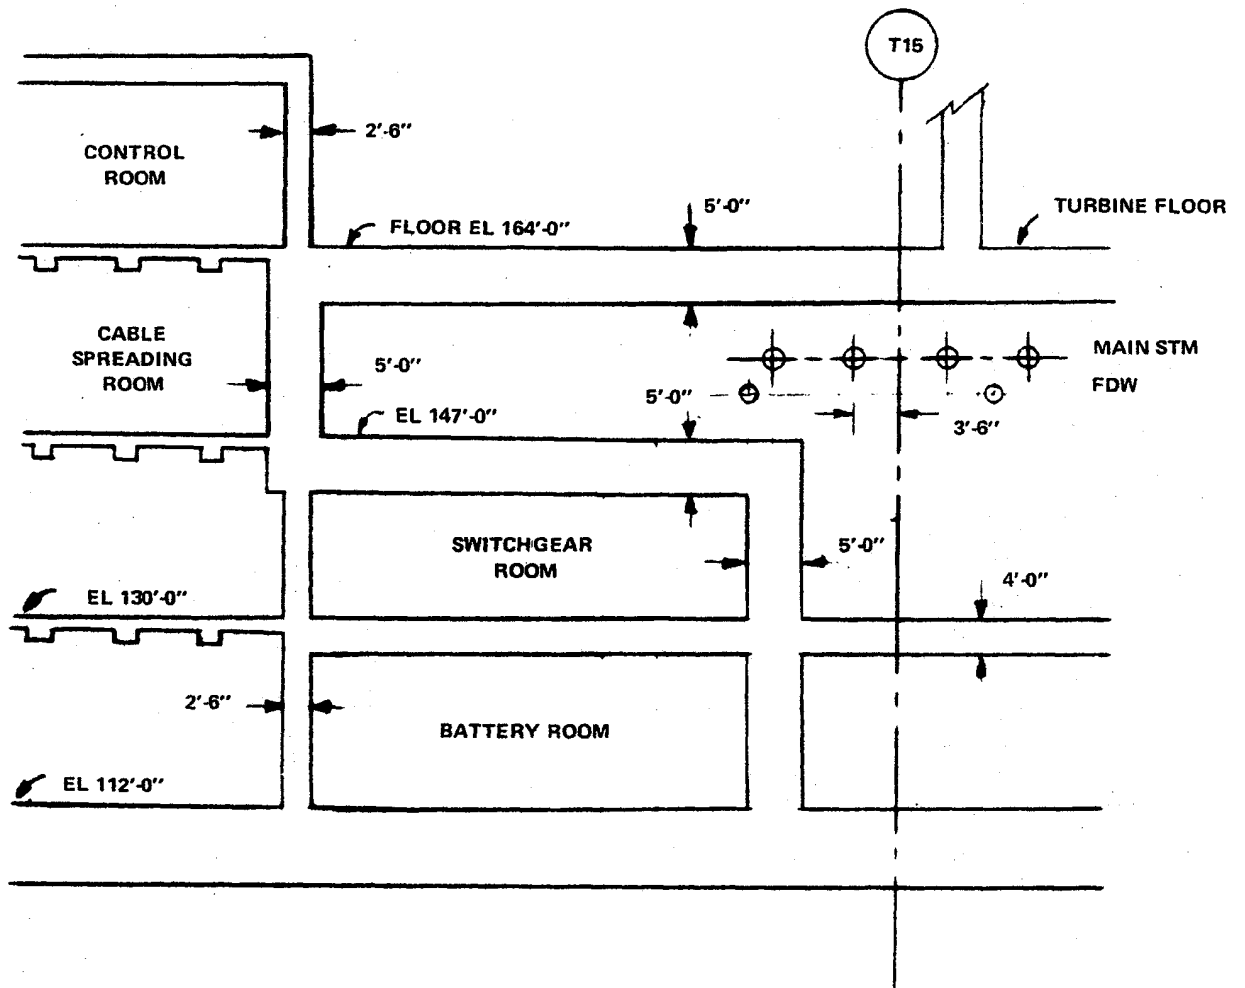 T15
2'-6"
CONTROL
ROOM
5'-0"
TURBINE FLOOR
FLOOR EL 164'-0"
CABLE
SPREADING
ROOM
MAIN STM
5'-0"
FDW
5'-0"
EL 147'-0"
3'-6"
SWITCHGEAR
ROOM
5'-0"
4'-0"
EL 130'-0"
2'-6"
BATTERY ROOM
EL 112'-0"